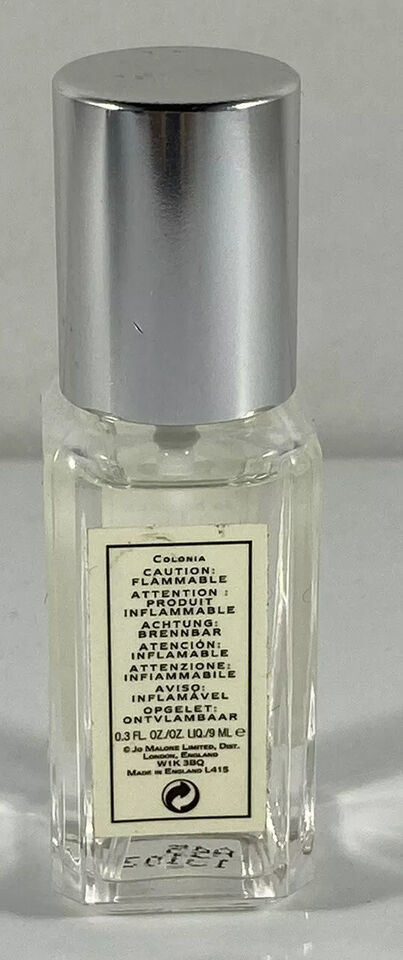 COLONIA
CAUTION:
FLAMMABLE
ATTENTION :
PRODUIT
INFLAMMABLE
ACHTUNG:
BRENNBAR
ATENCIÓN:
INFLAMABLE
ATTENZIONE:
INFIAMMABILE
AVISO:
INFLAMÁVEL
OPGELET:
ONTVLAMBAAR
0.3 FL. OZ./OZ. LIQ./9 ML ℮
© JO MALONE LIMITED, DIST.
LONDON, ENGLAND
W1K 3BQ
MADE IN ENGLAND L415